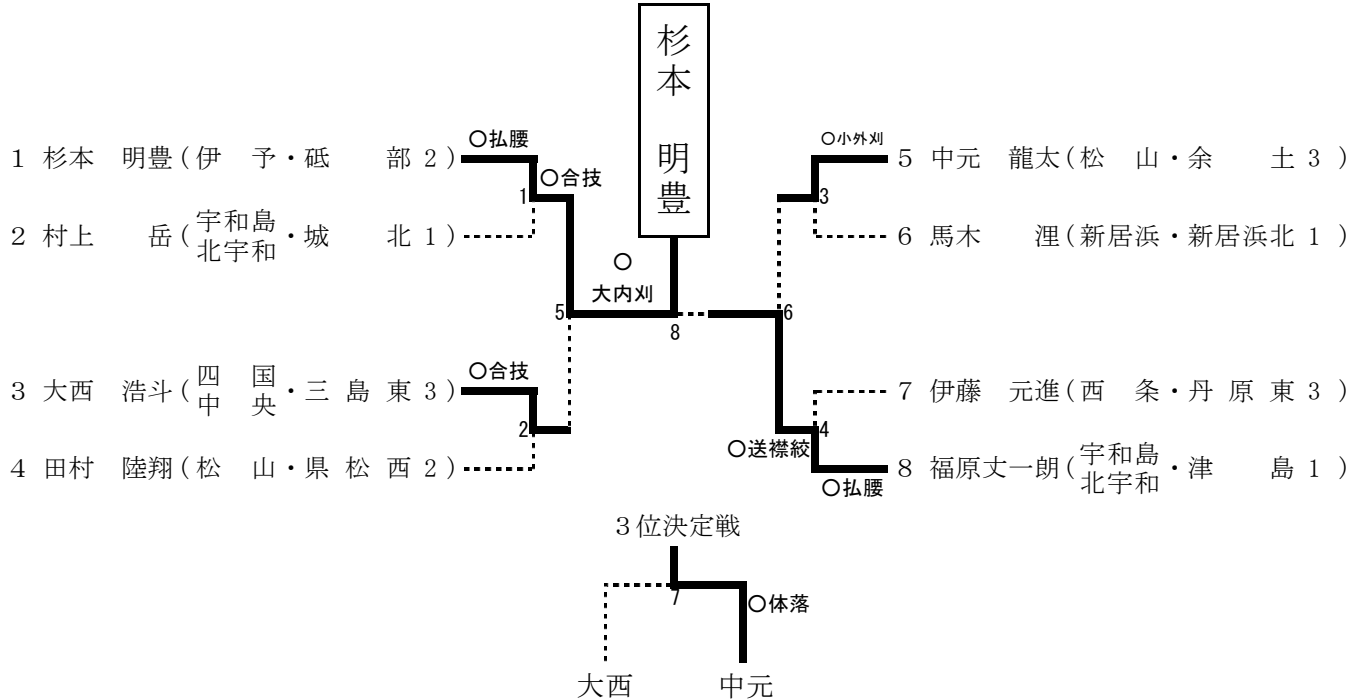 杉本 明豊
1 杉本 明豊(伊 予・砥 部 2) ○払腰
○小外刈 5 中元 龍太(松 山・余 土 3)
1 ○合技
3
2 村上 岳(宇和島北宇和・城 北 1)
6 馬木 浬(新居浜・新居浜北 1)
○
大内刈
5
8
6
3 大西 浩斗(四国中央・三 島 東 3) ○合技
7 伊藤 元進(西 条・丹 原 東 3)
2
4
4 田村 陸翔(松 山・県 松 西 2)
○送襟絞
○払腰 8 福原丈一朗(宇和島北宇和・津 島 1)
3位決定戦
7 ○体落
大西 中元